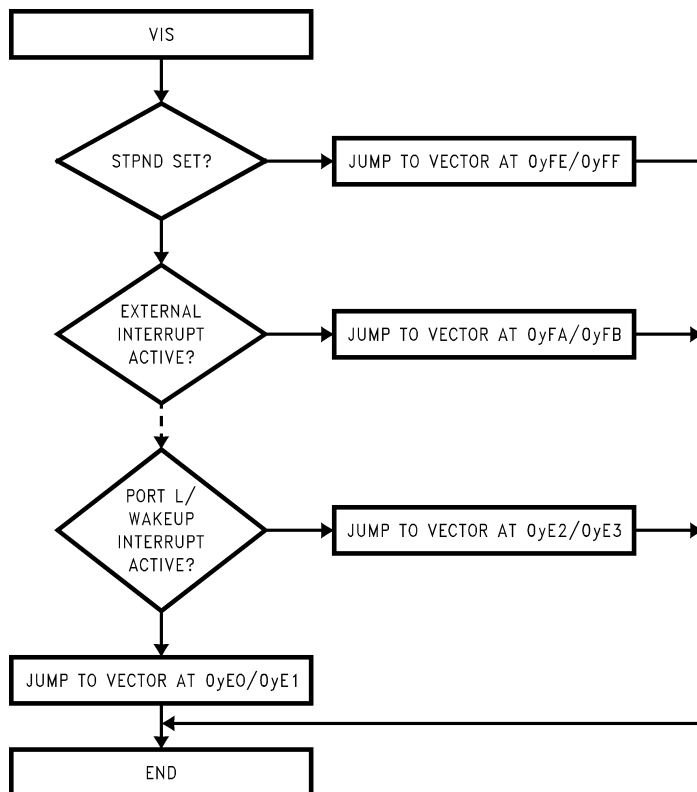 VIS
STPND SET?
JUMP TO VECTOR AT 0yFE/0yFF
EXTERNAL
INTERRUPT
ACTIVE?
JUMP TO VECTOR AT 0yFA/0yFB
PORT L/
WAKEUP
INTERRUPT
ACTIVE?
JUMP TO VECTOR AT 0yE2/0yE3
JUMP TO VECTOR AT 0yE0/0yE1
END